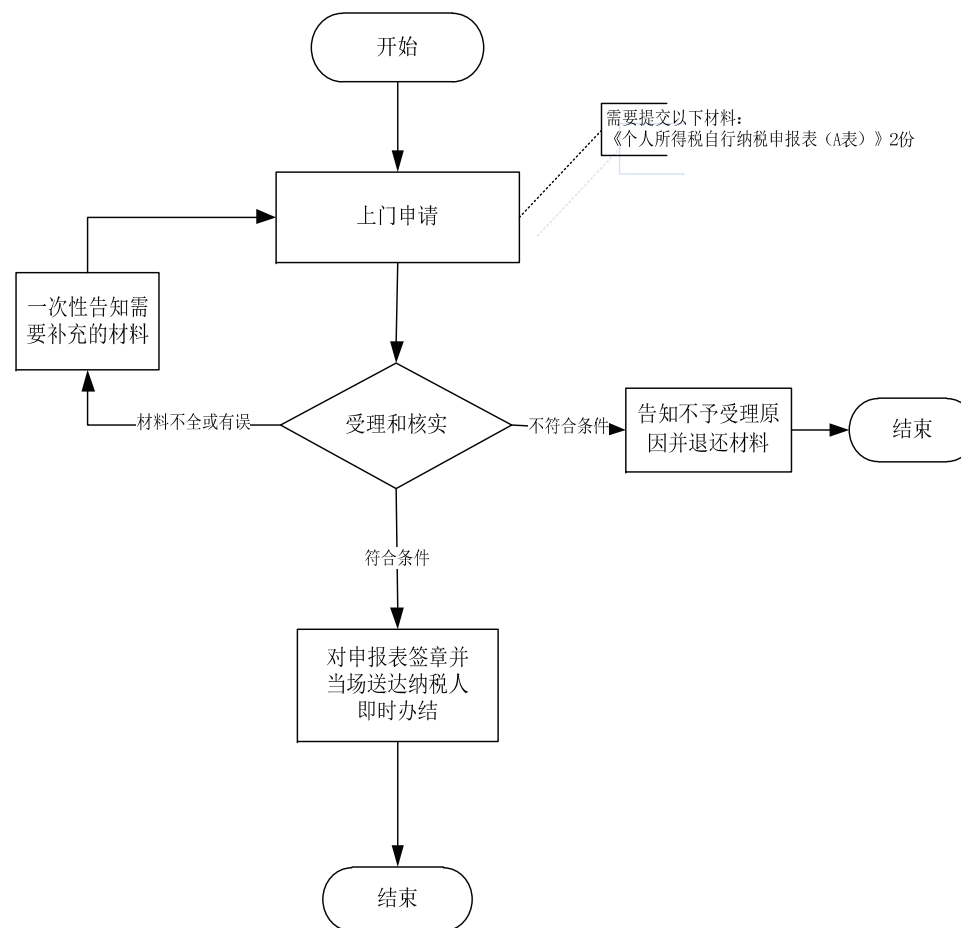 开始
需要提交以下材料：
《个人所得税自行纳税申报表（A表）》2份
上门申请
一次性告知需
要补充的材料
材料不全或有误
受理和核实
不符合条件
告知不予受理原
因并退还材料
结束
符合条件
对申报表签章并
当场送达纳税人
即时办结
结束